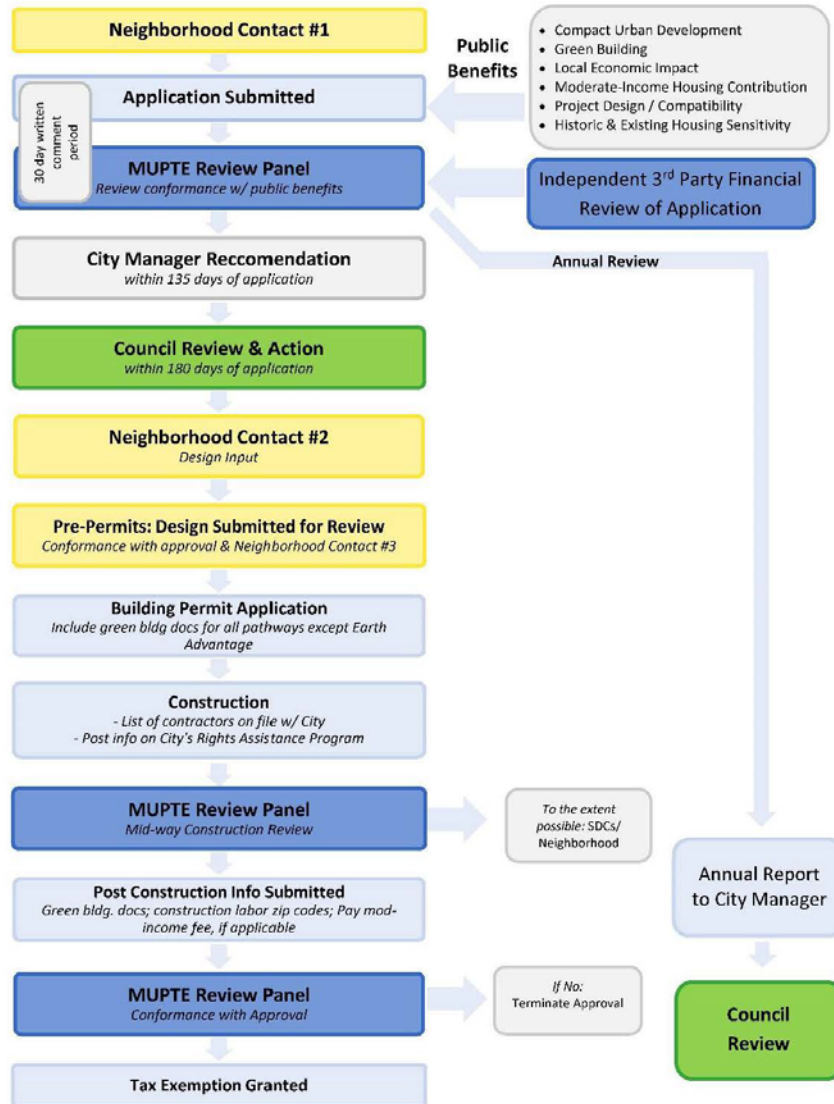 Neighborhood Contact #1
Public
Benefits
• Compact Urban Development
• Green Building
• Local Economic Impact
• Moderate-Income Housing Contribution
• Project Design / Compatibility
• Historic & Existing Housing Sensitivity
Application Submitted
30 day written
comment
period
MUPTE Review Panel
Review conformance w/ public benefits
Independent 3rd Party Financial
Review of Application
Annual Review
City Manager Reccomendation
within 135 days of application
Council Review & Action
within 180 days of application
Neighborhood Contact #2
Design Input
Pre-Permits: Design Submitted for Review
Conformance with approval & Neighborhood Contact #3
Building Permit Application
Include green bldg docs for all pathways except Earth
Advantage
Construction
- List of contractors on file w/ City
- Post info on City's Rights Assistance Program
MUPTE Review Panel
Mid-way Construction Review
To the extent
possible: SDCs/
Neighborhood
Post Construction Info Submitted
Green bldg. docs; construction labor zip codes; Pay mod-
income fee, if applicable
Annual Report
to City Manager
MUPTE Review Panel
Conformance with Approval
If No:
Terminate Approval
Council
Review
Tax Exemption Granted